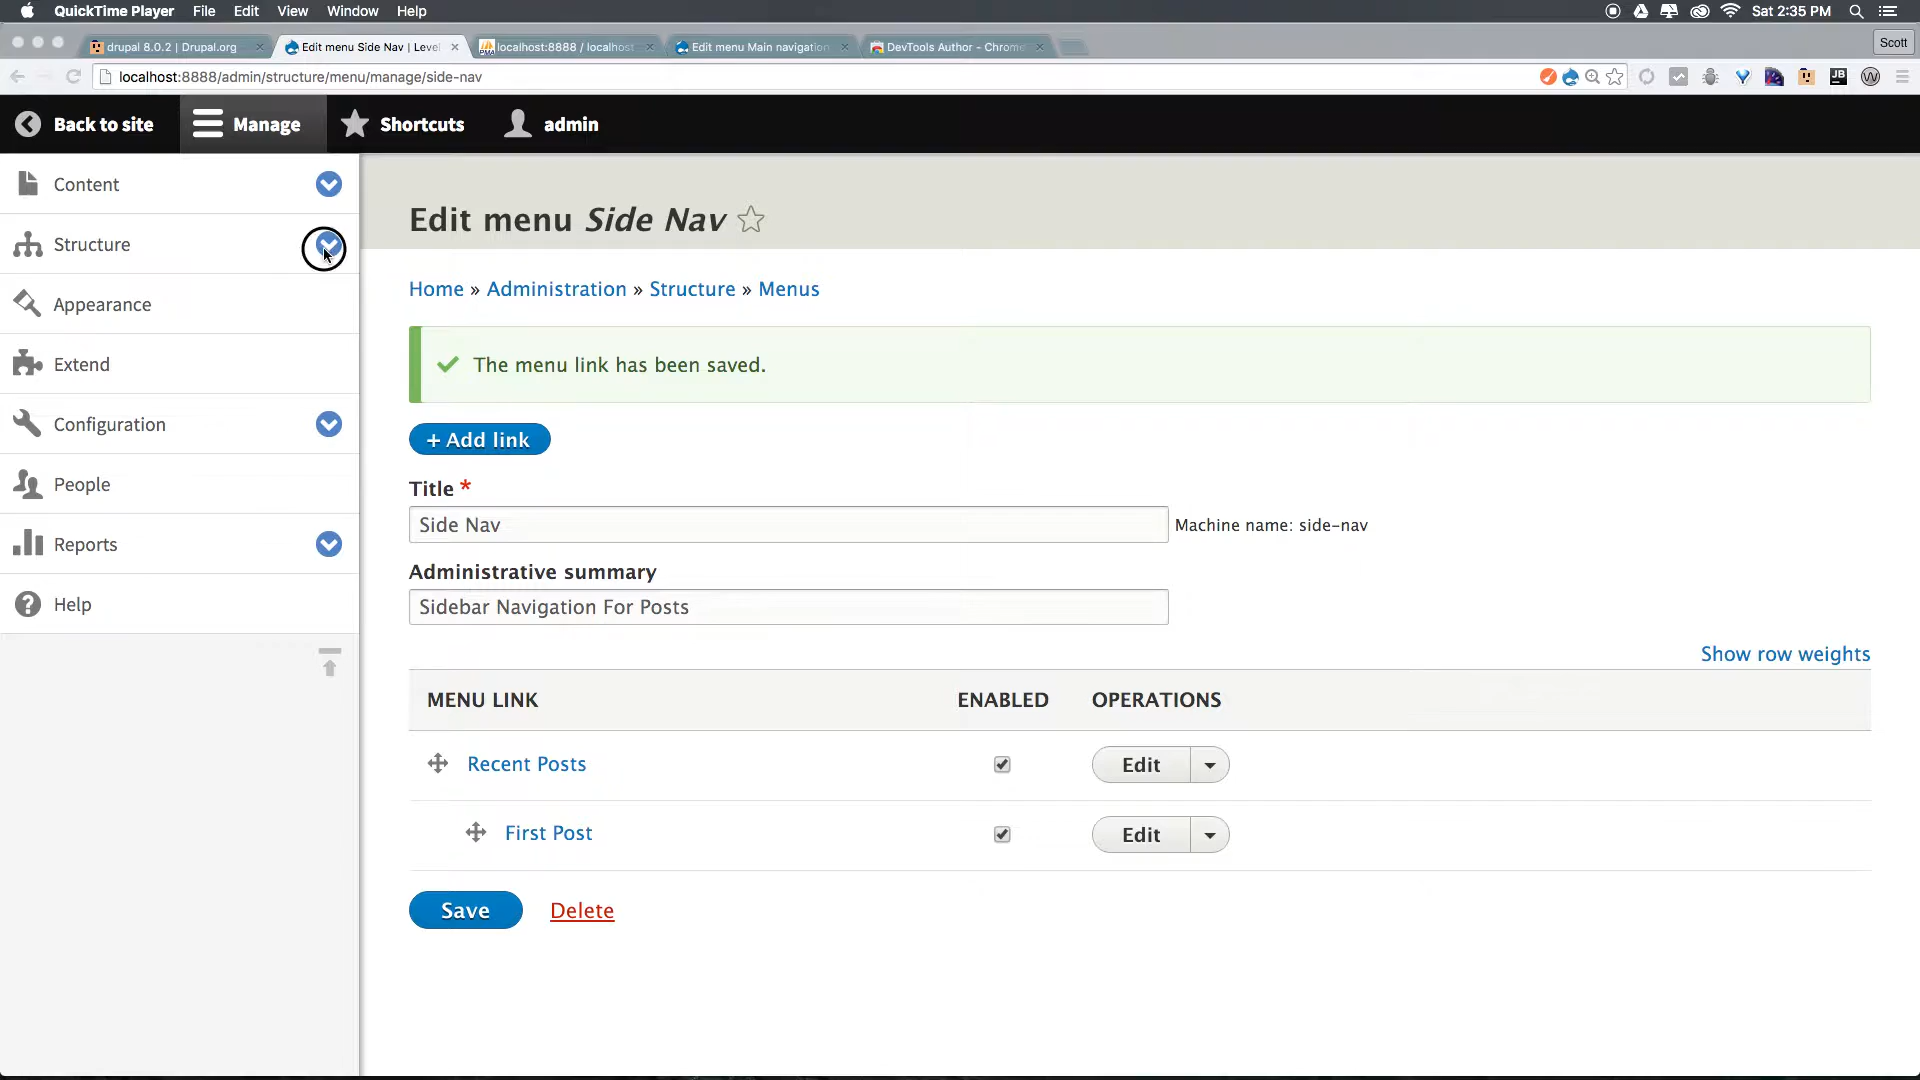 QuickTime Player File Edit View Window Help Sat 2:35 PM
drupal 8.0.2 | Drupal.org Edit menu Side Nav | Level localhost:8888 / localhost Edit menu Main navigation DevTools Author - Chrome Scott
localhost:8888/admin/structure/menu/manage/side-nav
Back to site Manage Shortcuts admin
Content
Structure
Appearance
Extend
Configuration
People
Reports
Help
Edit menu Side Nav
Home » Administration » Structure » Menus
The menu link has been saved.
+ Add link
Title *
Side Nav Machine name: side-nav
Administrative summary
Sidebar Navigation For Posts
Show row weights
MENU LINK ENABLED OPERATIONS
Recent Posts Edit
First Post Edit
Save Delete